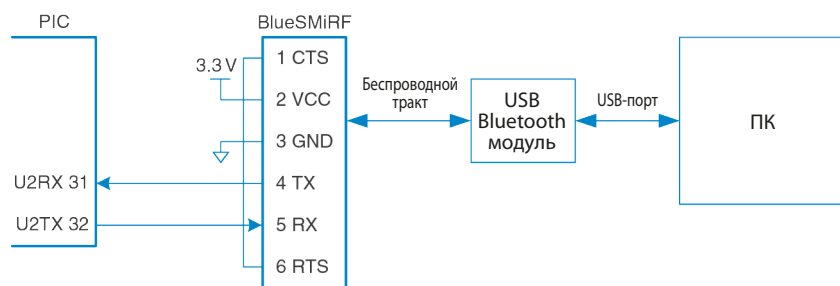 PIC
BlueSMiRF
3.3 V
1 CTS
2 VCC
3 GND
4 TX
5 RX
6 RTS
U2RX 31
U2TX 32
Беспроводной
тракт
USB
Bluetooth
модуль
USB-порт
ПК